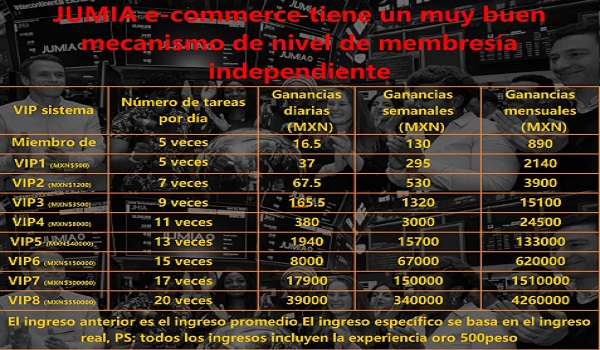 JUMIA e-commerce tiene un muy buen
mecanismo de nivel de membresía
independiente
VIP sistema Número de tareas por día Ganancias diarias (MXN) Ganancias semanales (MXN) Ganancias mensuales (MXN)
Miembro de 5 veces 16.5 130 890
VIP1 (MXN$500) 5 veces 37 295 2140
VIP2 (MXN$1200) 7 veces 67.5 530 3900
VIP3 (MXN$3500) 9 veces 165.5 1320 15100
VIP4 (MXN$8000) 11 veces 380 3000 24500
VIP5 (MXN$40000) 13 veces 1940 15700 133000
VIP6 (MXN$150000) 15 veces 8000 67000 620000
VIP7 (MXN$300000) 17 veces 17900 150000 1510000
VIP8 (MXN$550000) 20 veces 39000 340000 4260000
El ingreso anterior es el ingreso promedio.El ingreso específico se basa en el ingreso
real, PS: todos los ingresos incluyen la experiencia oro 500peso
JUMIA
JUMIA
JUMIA